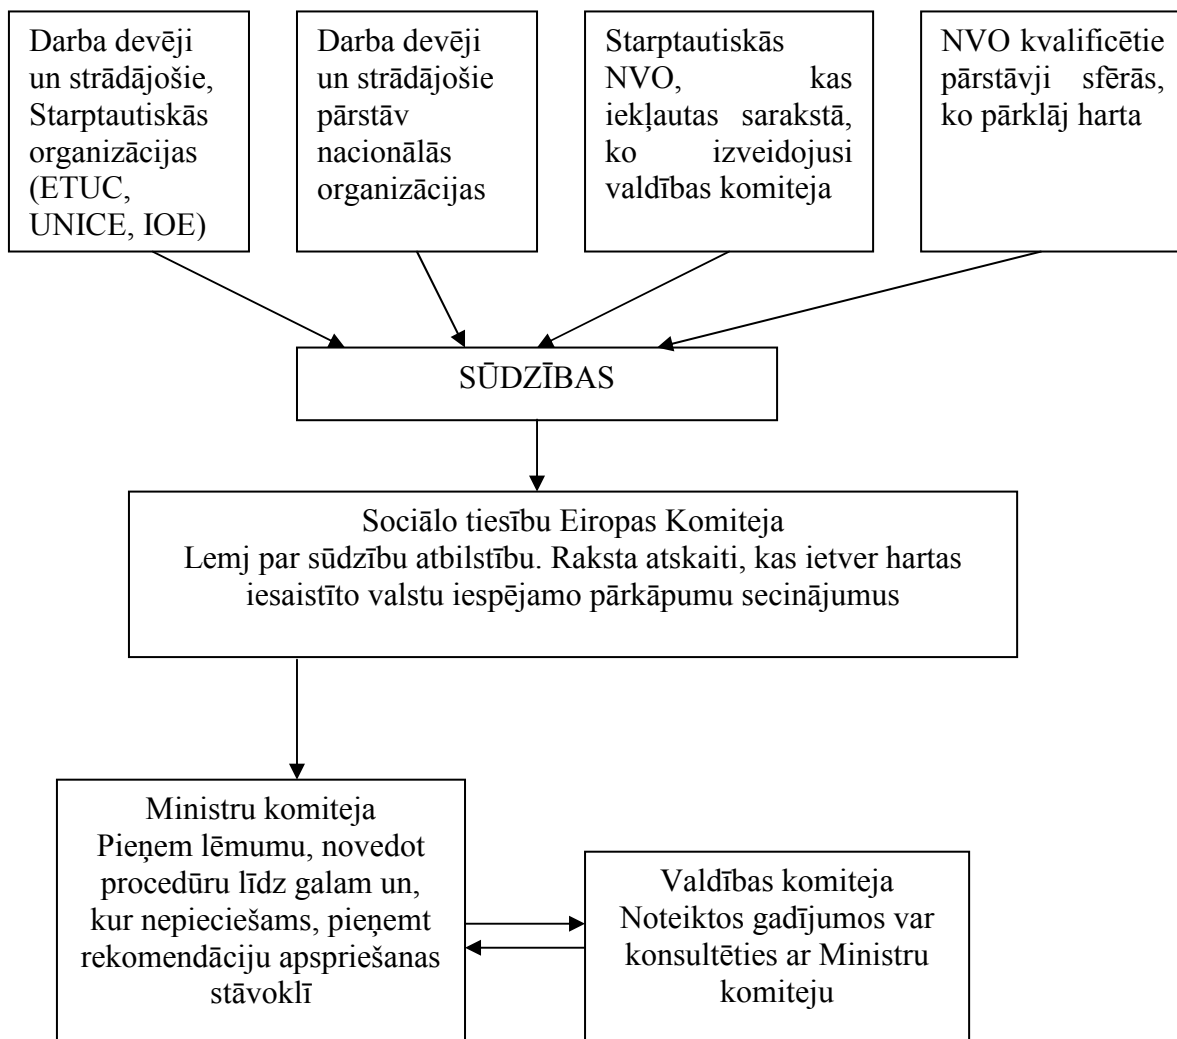 Darba devēji
un strādājošie,
Starptautiskās
organizācijas
(ETUC,
UNICE, IOE)
Darba devēji
un strādājošie
pārstāv
nacionālās
organizācijas
Starptautiskās
NVO, kas
iekļautas sarakstā,
ko izveidojusi
valdības komiteja
NVO kvalificētie
pārstāvji sfērās,
ko pārklāj harta
SŪDZĪBAS
Sociālo tiesību Eiropas Komiteja
Lemj par sūdzību atbilstību. Raksta atskaiti, kas ietver hartas
iesaistīto valstu iespējamo pārkāpumu secinājumus
Ministru komiteja
Pieņem lēmumu, novedot
procedūru līdz galam un,
kur nepieciešams, pieņemt
rekomendāciju apspriešanas
stāvoklī
Valdības komiteja
Noteiktos gadījumos var
konsultēties ar Ministru
komiteju